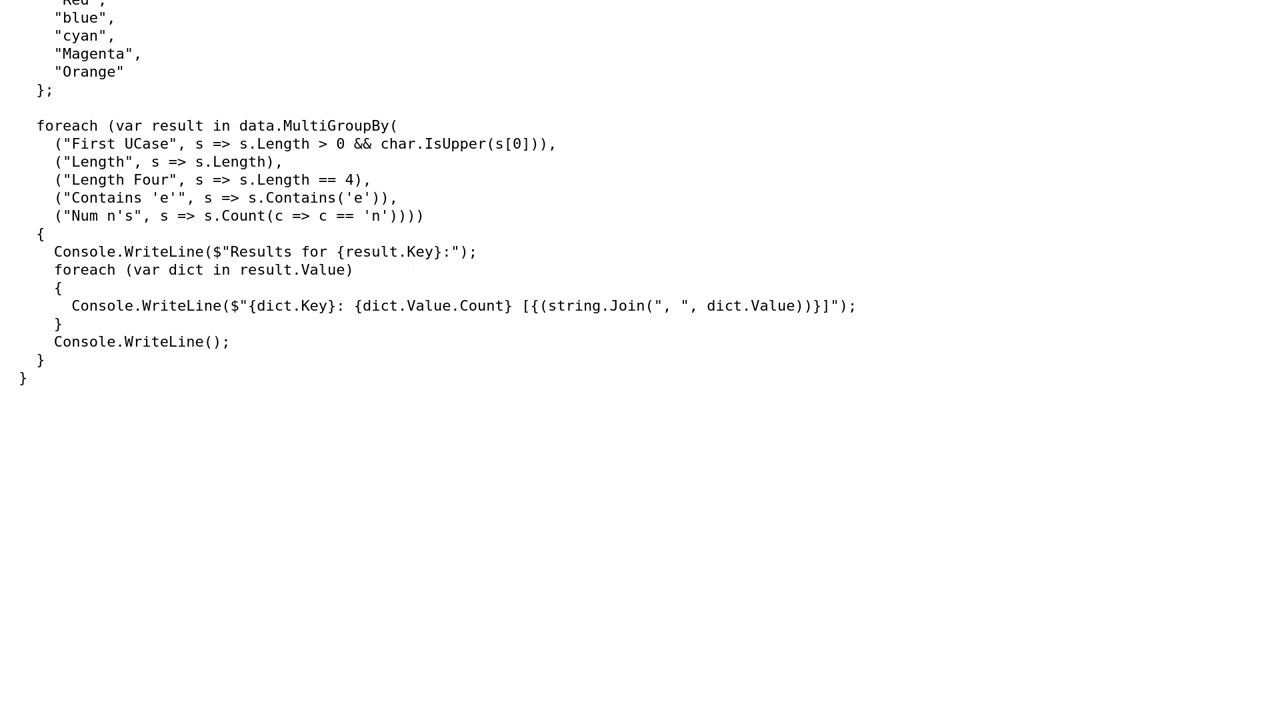 "Red",
"blue",
"cyan",
"Magenta",
"Orange"
};
foreach (var result in data.MultiGroupBy(
("First UCase", s => s.Length > 0 && char.IsUpper(s[0])),
("Length", s => s.Length),
("Length Four", s => s.Length == 4),
("Contains 'e'", s => s.Contains('e')),
("Num n's", s => s.Count(c => c == 'n'))))
{
Console.WriteLine($"Results for {result.Key}:");
foreach (var dict in result.Value)
{
Console.WriteLine($"{dict.Key}: {dict.Value.Count} [{(string.Join(", ", dict.Value))}]");
}
Console.WriteLine();
}
}